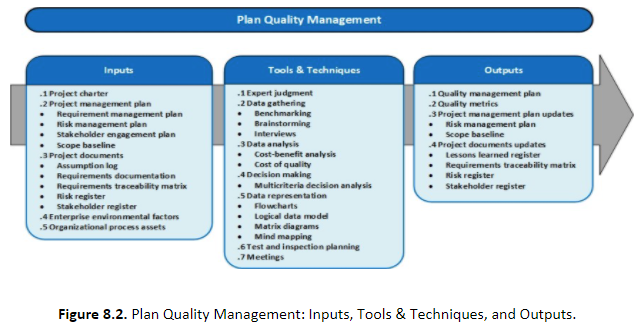 Plan Quality Management
Inputs
.1 Project charter
.2 Project management plan
• Requirement management plan
• Risk management plan
• Stakeholder engagement plan
• Scope baseline
.3 Project documents
• Assumption log
• Requirements documentation
• Requirements traceability matrix
• Risk register
• Stakeholder register
.4 Enterprise environmental factors
.5 Organizational process assets
Tools & Techniques
.1 Expert judgment
.2 Data gathering
• Benchmarking
• Brainstorming
• Interviews
.3 Data analysis
• Cost-benefit analysis
• Cost of quality
.4 Decision making
• Multicriteria decision analysis
.5 Data representation
• Flowcharts
• Logical data model
• Matrix diagrams
• Mind mapping
.6 Test and inspection planning
.7 Meetings
Outputs
.1 Quality management plan
.2 Quality metrics
.3 Project management plan updates
• Risk management plan
• Scope baseline
.4 Project documents updates
• Lessons learned register
• Requirements traceability matrix
• Risk register
• Stakeholder register
Figure 8.2. Plan Quality Management: Inputs, Tools & Techniques, and Outputs.